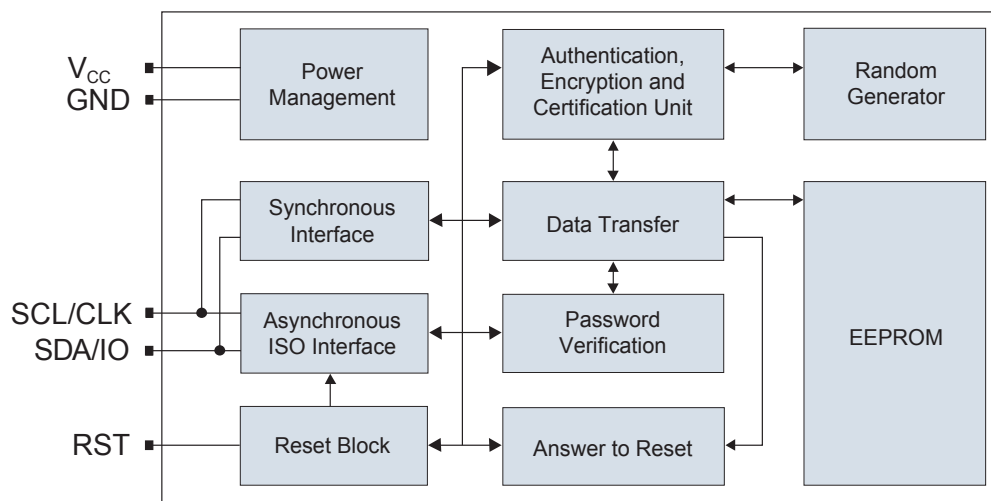 V_CC
GND
Power
Management
Authentication,
Encryption and
Certification Unit
Random
Generator
Synchronous
Interface
Data Transfer
SCL/CLK
SDA/IO
Asynchronous
ISO Interface
Password
Verification
EEPROM
RST
Reset Block
Answer to Reset